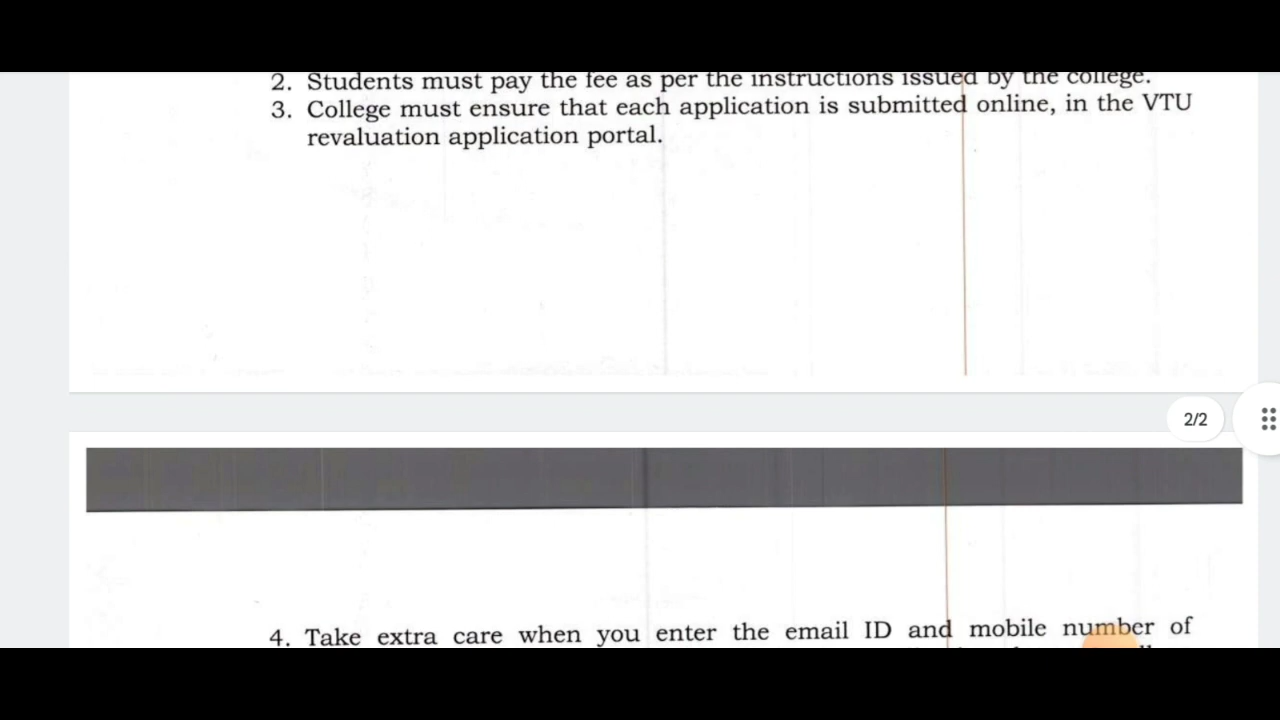 2. Students must pay the fee as per the instructions issued by the college.
3. College must ensure that each application is submitted online, in the VTU
revaluation application portal.
2/2
4. Take extra care when you enter the email ID and mobile number of